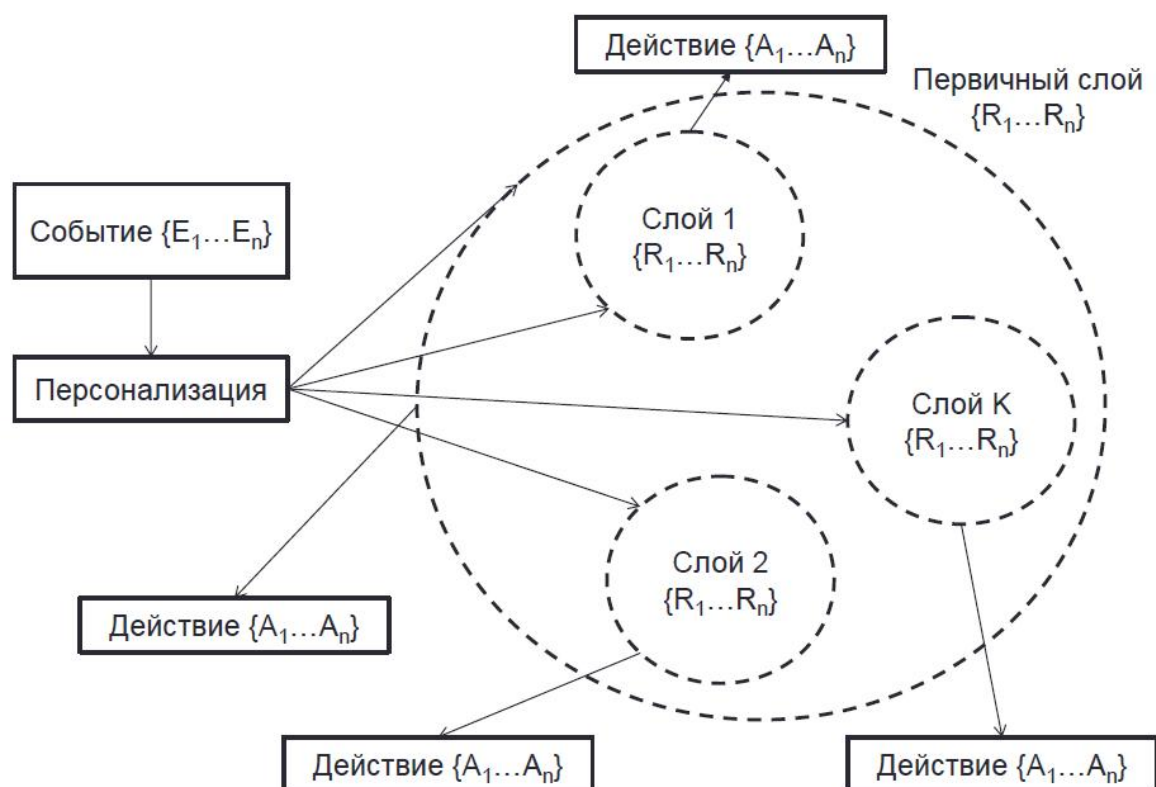 Действие {A₁…Aₙ}
Первичный слой
{R₁…Rₙ}
Событие {E₁…Eₙ}
Слой 1
{R₁…Rₙ}
Персонализация
Слой K
{R₁…Rₙ}
Слой 2
{R₁…Rₙ}
Действие {A₁…Aₙ}
Действие {A₁…Aₙ}
Действие {A₁…Aₙ}